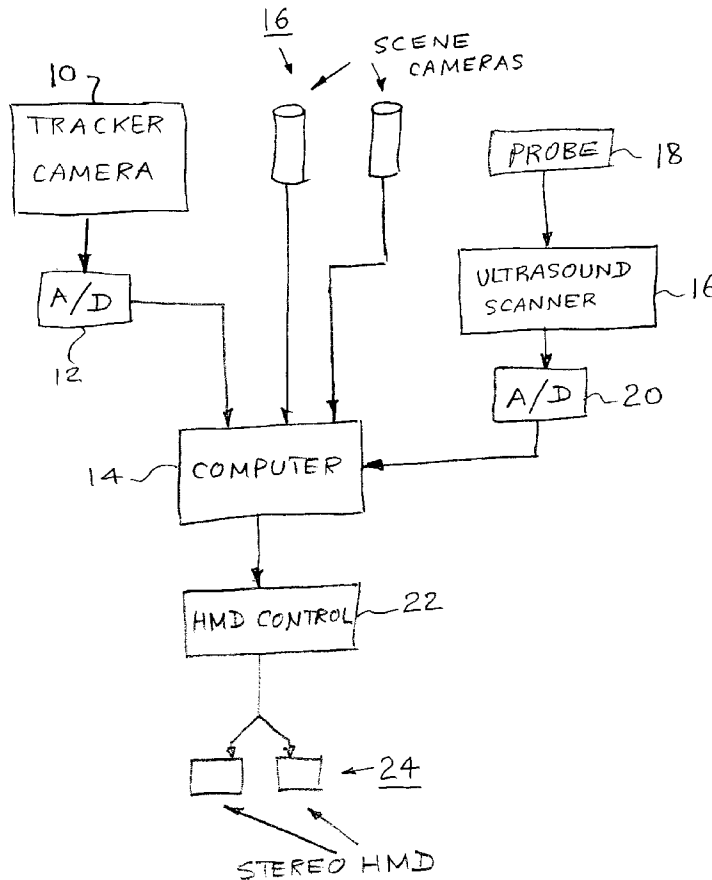 16
SCENE
CAMERAS
10
TRACKER
CAMERA
PROBE
18
ULTRASOUND
SCANNER
16
A/D
12
A/D
20
14
COMPUTER
HMD CONTROL
22
24
STEREO HMD